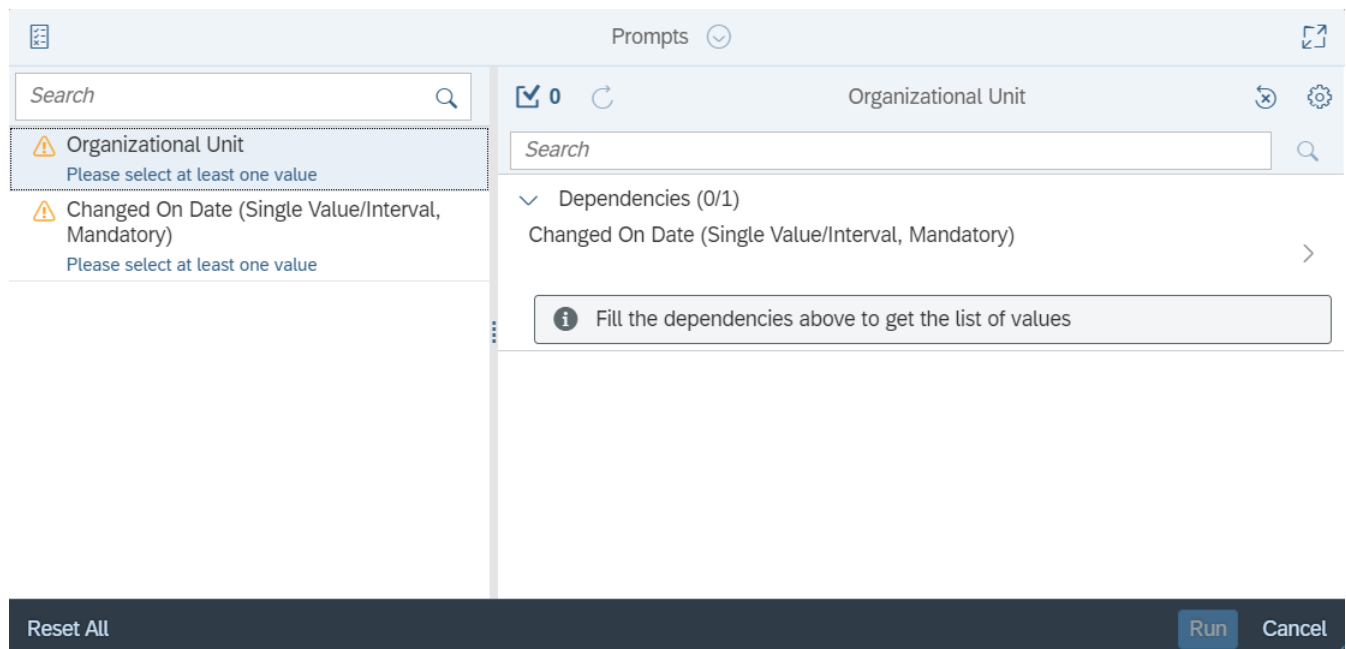 Prompts
Search
Organizational Unit
Please select at least one value
Changed On Date (Single Value/Interval,
Mandatory)
Please select at least one value
0
Organizational Unit
Search
Dependencies (0/1)
Changed On Date (Single Value/Interval, Mandatory)
Fill the dependencies above to get the list of values
Reset All
Run
Cancel